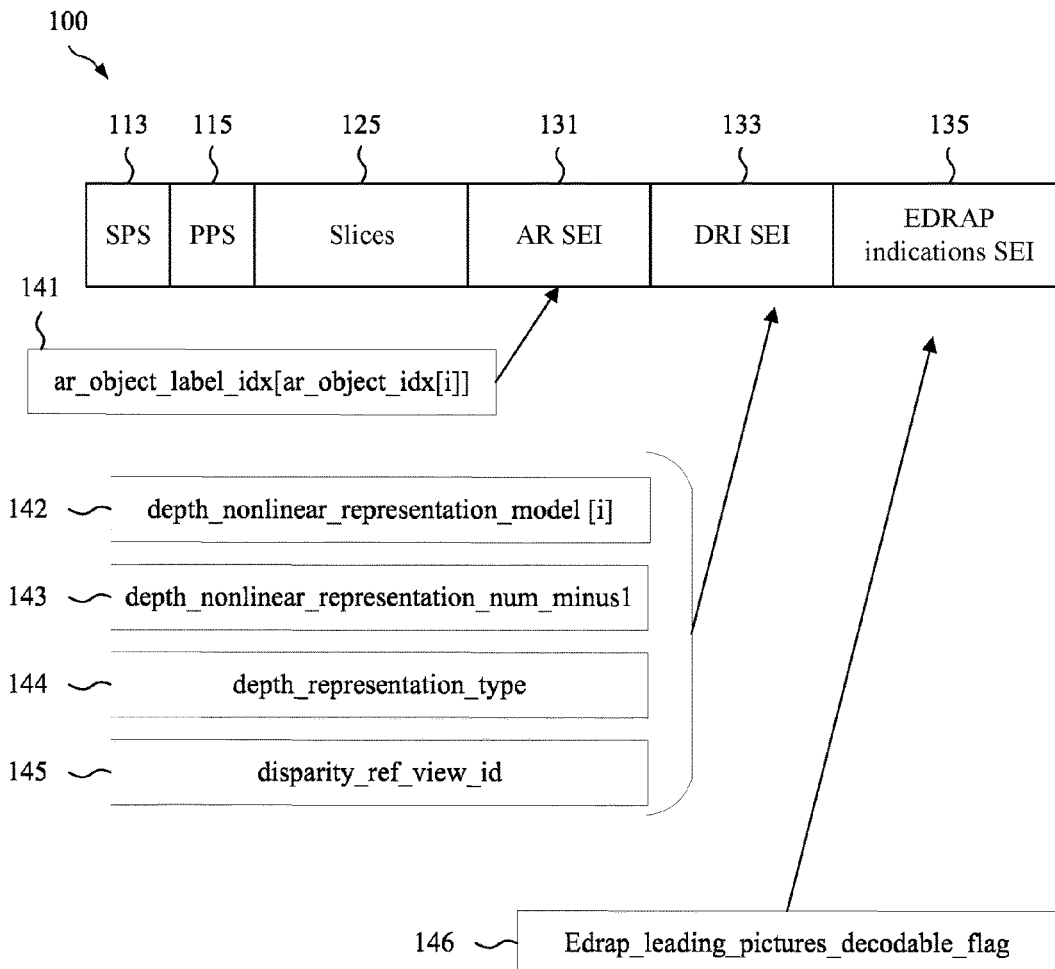 100
113 115 125 131 133 135
SPS PPS Slices AR SEI DRI SEI EDRAP
indications SEI
141
ar_object_label_idx[ar_object_idx[i]]
142 depth_nonlinear_representation_model [i]
143 depth_nonlinear_representation_num_minus1
144 depth_representation_type
145 disparity_ref_view_id
146 Edrap_leading_pictures_decodable_flag